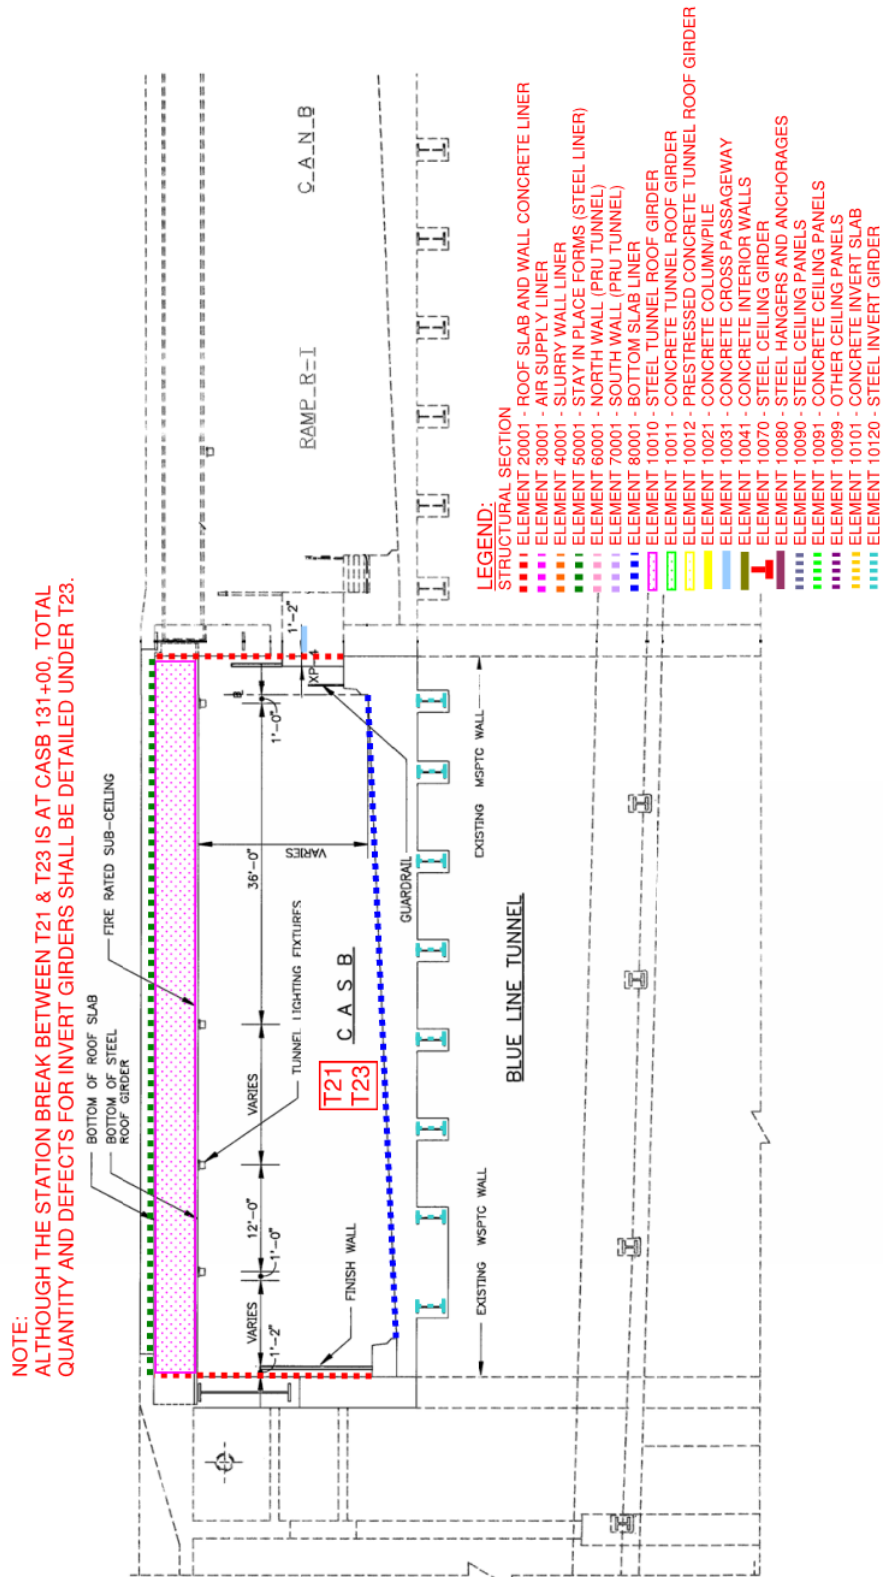 NOTE:
ALTHOUGH THE STATION BREAK BETWEEN T21 & T23 IS AT CASB 131+00, TOTAL
QUANTITY AND DEFECTS FOR INVERT GIRDERS SHALL BE DETAILED UNDER T23.
BOTTOM OF ROOF SLAB
BOTTOM OF STEEL
ROOF GIRDER
FIRE RATED SUB-CEILING
C A N B
RAMP R-I
1'-2"
VARIES
12'-0"
VARIES
36'-0"
1'-2"
1'-0"
1'-0"
VARIES
TUNNEL LIGHTING FIXTURES
FINISH WALL
T21
T23
C A S B
GUARDRAIL
EXISTING WSPTC WALL
EXISTING MSPTC WALL
BLUE LINE TUNNEL
LEGEND:
STRUCTURAL SECTION
ELEMENT 20001 - ROOF SLAB AND WALL CONCRETE LINER
ELEMENT 30001 - AIR SUPPLY LINER
ELEMENT 40001 - SLURRY WALL LINER
ELEMENT 50001 - STAY IN PLACE FORMS (STEEL LINER)
ELEMENT 60001 - NORTH WALL (PRU TUNNEL)
ELEMENT 70001 - SOUTH WALL (PRU TUNNEL)
ELEMENT 80001 - BOTTOM SLAB LINER
ELEMENT 10010 - STEEL TUNNEL ROOF GIRDER
ELEMENT 10011 - CONCRETE TUNNEL ROOF GIRDER
ELEMENT 10012 - PRESTRESSED CONCRETE TUNNEL ROOF GIRDER
ELEMENT 10021 - CONCRETE COLUMN/PILE
ELEMENT 10031 - CONCRETE CROSS PASSAGEWAY
ELEMENT 10041 - CONCRETE INTERIOR WALLS
ELEMENT 10070 - STEEL CEILING GIRDER
ELEMENT 10080 - STEEL HANGERS AND ANCHORAGES
ELEMENT 10090 - STEEL CEILING PANELS
ELEMENT 10091 - CONCRETE CEILING PANELS
ELEMENT 10099 - OTHER CEILING PANELS
ELEMENT 10101 - CONCRETE INVERT SLAB
ELEMENT 10120 - STEEL INVERT GIRDER